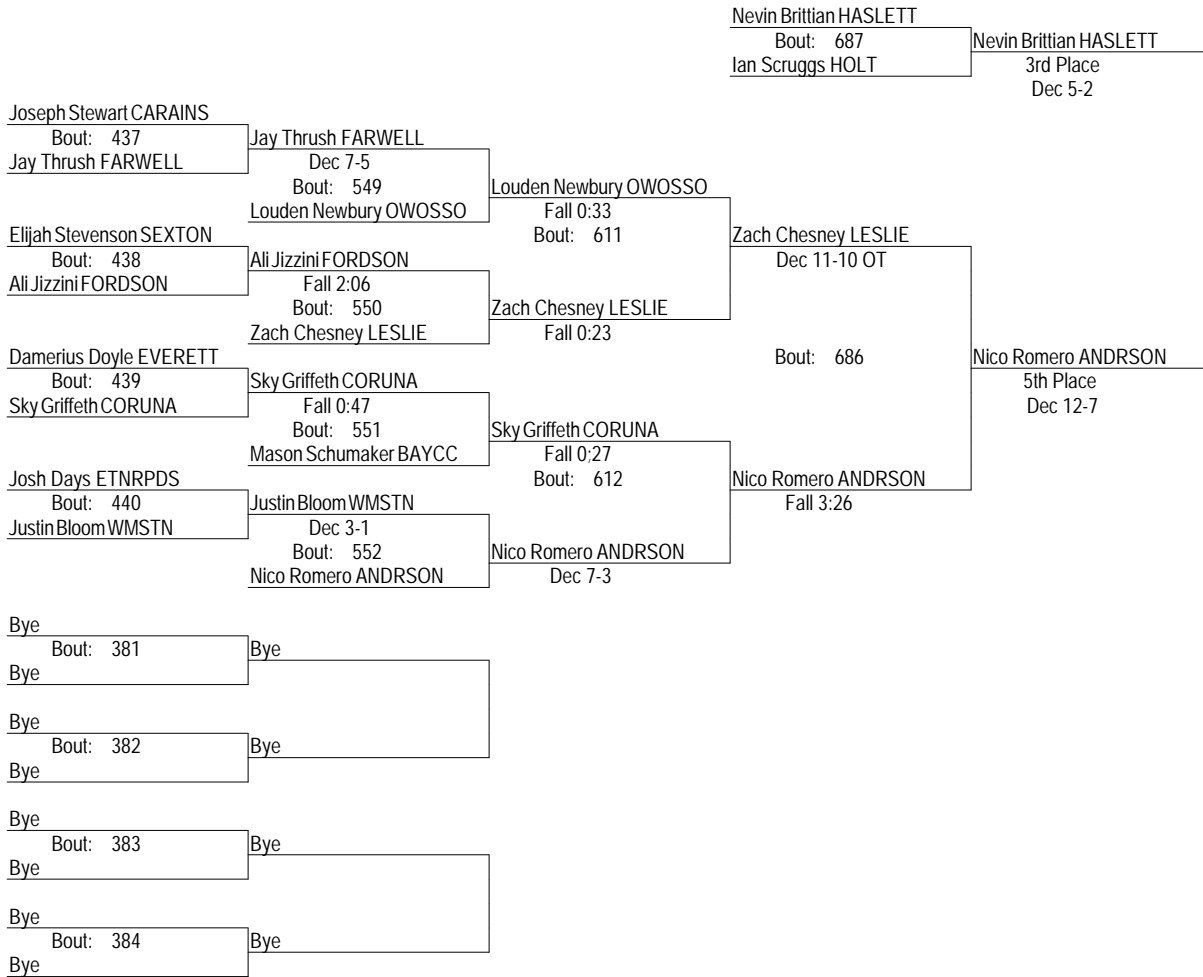 Nevin Brittian HASLETT
Bout: 687
Nevin Brittian HASLETT
Ian Scruggs HOLT
3rd Place
Dec 5-2
Joseph Stewart CARAINS
Bout: 437
Jay Thrush FARWELL
Jay Thrush FARWELL
Dec 7-5
Bout: 549
Louden Newbury OWOSSO
Louden Newbury OWOSSO
Fall 0:33
Bout: 611
Elijah Stevenson SEXTON
Bout: 438
Ali Jizzini FORDSON
Ali Jizzini FORDSON
Fall 2:06
Bout: 550
Zach Chesney LESLIE
Zach Chesney LESLIE
Fall 0:23
Zach Chesney LESLIE
Dec 11-10 OT
Damerius Doyle EVERETT
Bout: 439
Sky Griffeth CORUNA
Sky Griffeth CORUNA
Fall 0:47
Bout: 551
Mason Schumaker BAYCC
Sky Griffeth CORUNA
Fall 0;27
Bout: 612
Bout: 686
Nico Romero ANDRSON
5th Place
Dec 12-7
Josh Days ETNRPDS
Bout: 440
Justin Bloom WMSTN
Justin Bloom WMSTN
Dec 3-1
Bout: 552
Nico Romero ANDRSON
Nico Romero ANDRSON
Dec 7-3
Nico Romero ANDRSON
Fall 3:26
Bye
Bout: 381
Bye
Bye
Bye
Bout: 382
Bye
Bye
Bye
Bout: 383
Bye
Bye
Bye
Bout: 384
Bye
Bye